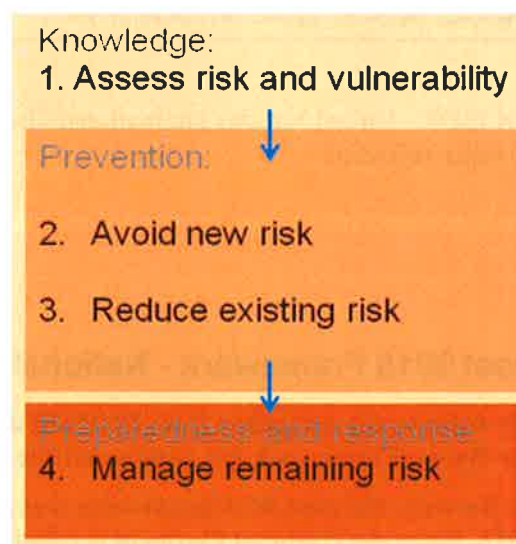 Knowledge:
1. Assess risk and vulnerability
Prevention:
2. Avoid new risk
3. Reduce existing risk
Preparedness and response:
4. Manage remaining risk